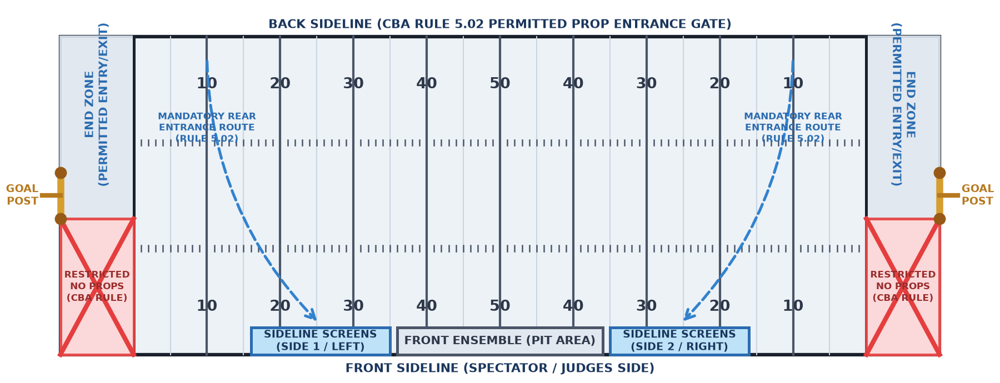 BACK SIDELINE (CBA RULE 5.02 PERMITTED PROP ENTRANCE GATE)
END ZONE
(PERMITTED ENTRY/EXIT)
END ZONE
(PERMITTED ENTRY/EXIT)
10 20 30 40 50 40 30 20 10
MANDATORY REAR
ENTRANCE ROUTE
(RULE 5.02)
MANDATORY REAR
ENTRANCE ROUTE
(RULE 5.02)
GOAL
POST
GOAL
POST
RESTRICTED
NO PROPS
(CBA RULE)
RESTRICTED
NO PROPS
(CBA RULE)
10 20 30 40 50 40 30 20 10
SIDELINE SCREENS
(SIDE 1 / LEFT)
FRONT ENSEMBLE (PIT AREA)
SIDELINE SCREENS
(SIDE 2 / RIGHT)
FRONT SIDELINE (SPECTATOR / JUDGES SIDE)